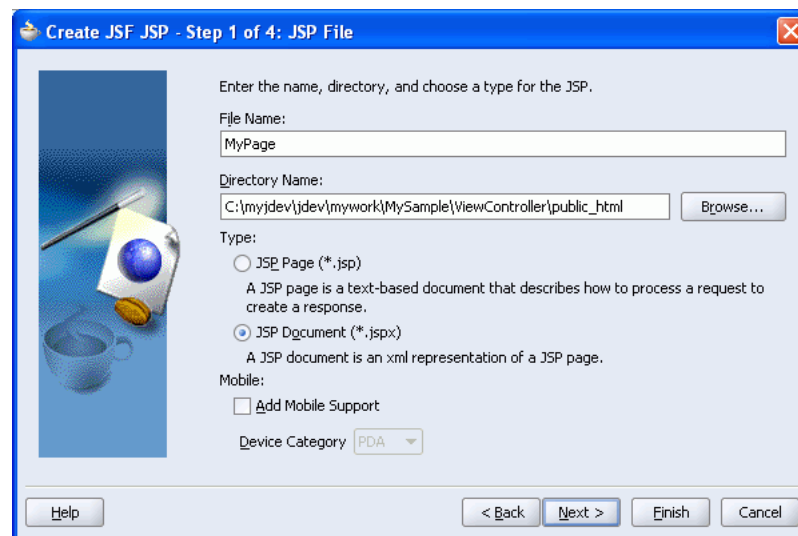 Create JSF JSP - Step 1 of 4: JSP File
Enter the name, directory, and choose a type for the JSP.
File Name:
MyPage
Directory Name:
C:\myjdev\jdev\mywork\MySample\ViewController\public_html
Browse...
Type:
JSP Page (*.jsp)
A JSP page is a text-based document that describes how to process a request to
create a response.
JSP Document (*.jspx)
A JSP document is an xml representation of a JSP page.
Mobile:
Add Mobile Support
Device Category PDA
Help
< Back
Next >
Finish
Cancel